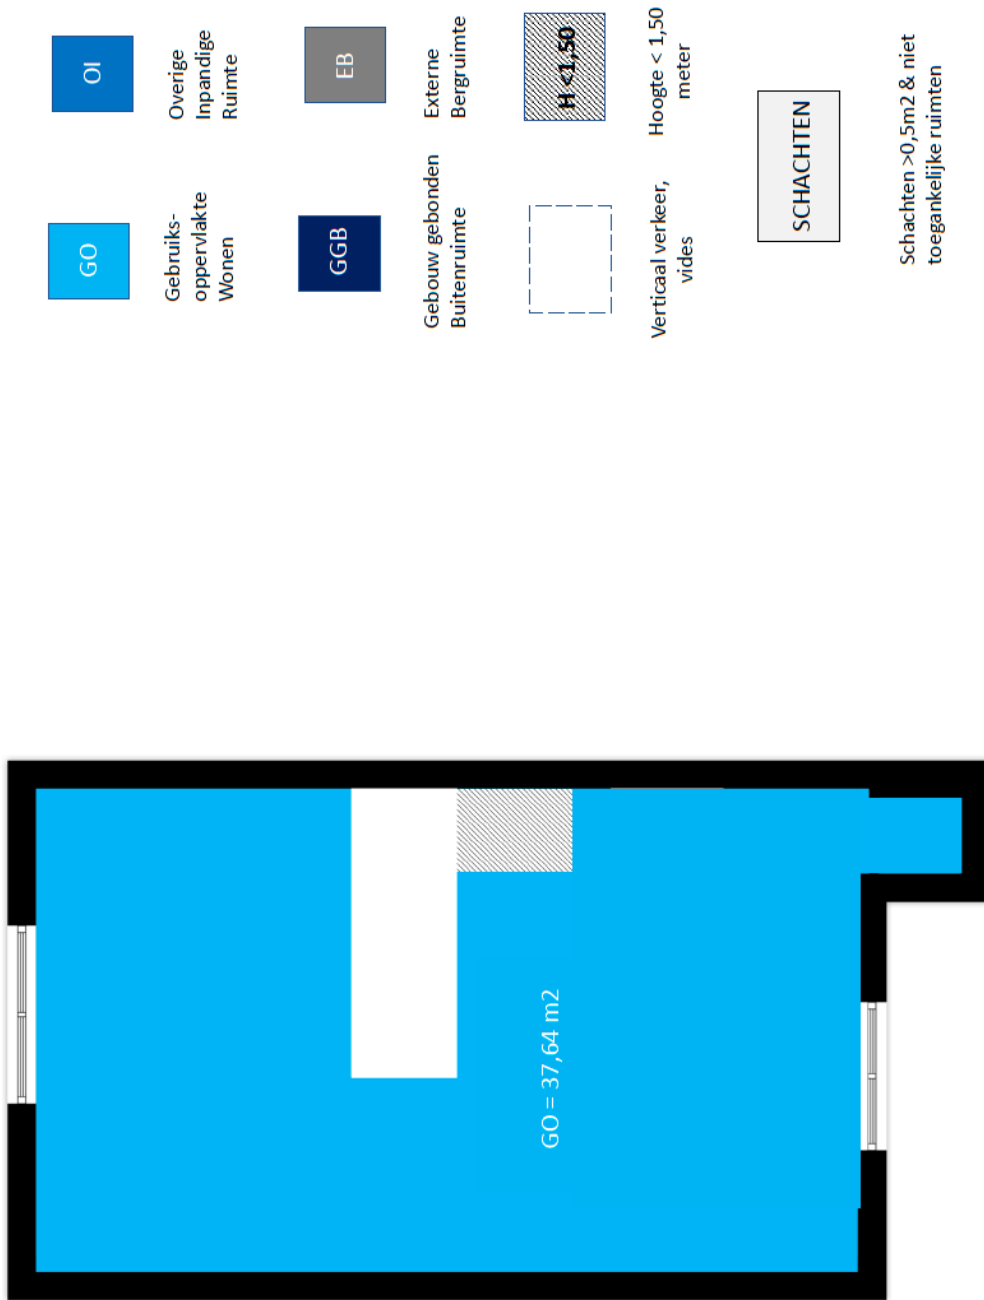 GO
Gebruiks-
oppervlakte
Wonen
OI
Overige
Inpandige
Ruimte
GGB
Gebouw gebonden
Buitenruimte
EB
Externe
Bergruimte
Verticaal verkeer,
vides
H <1,50
Hoogte < 1,50
meter
SCHACHTEN
Schachten >0,5m2 & niet
toegankelijke ruimten
GO = 37,64 m2